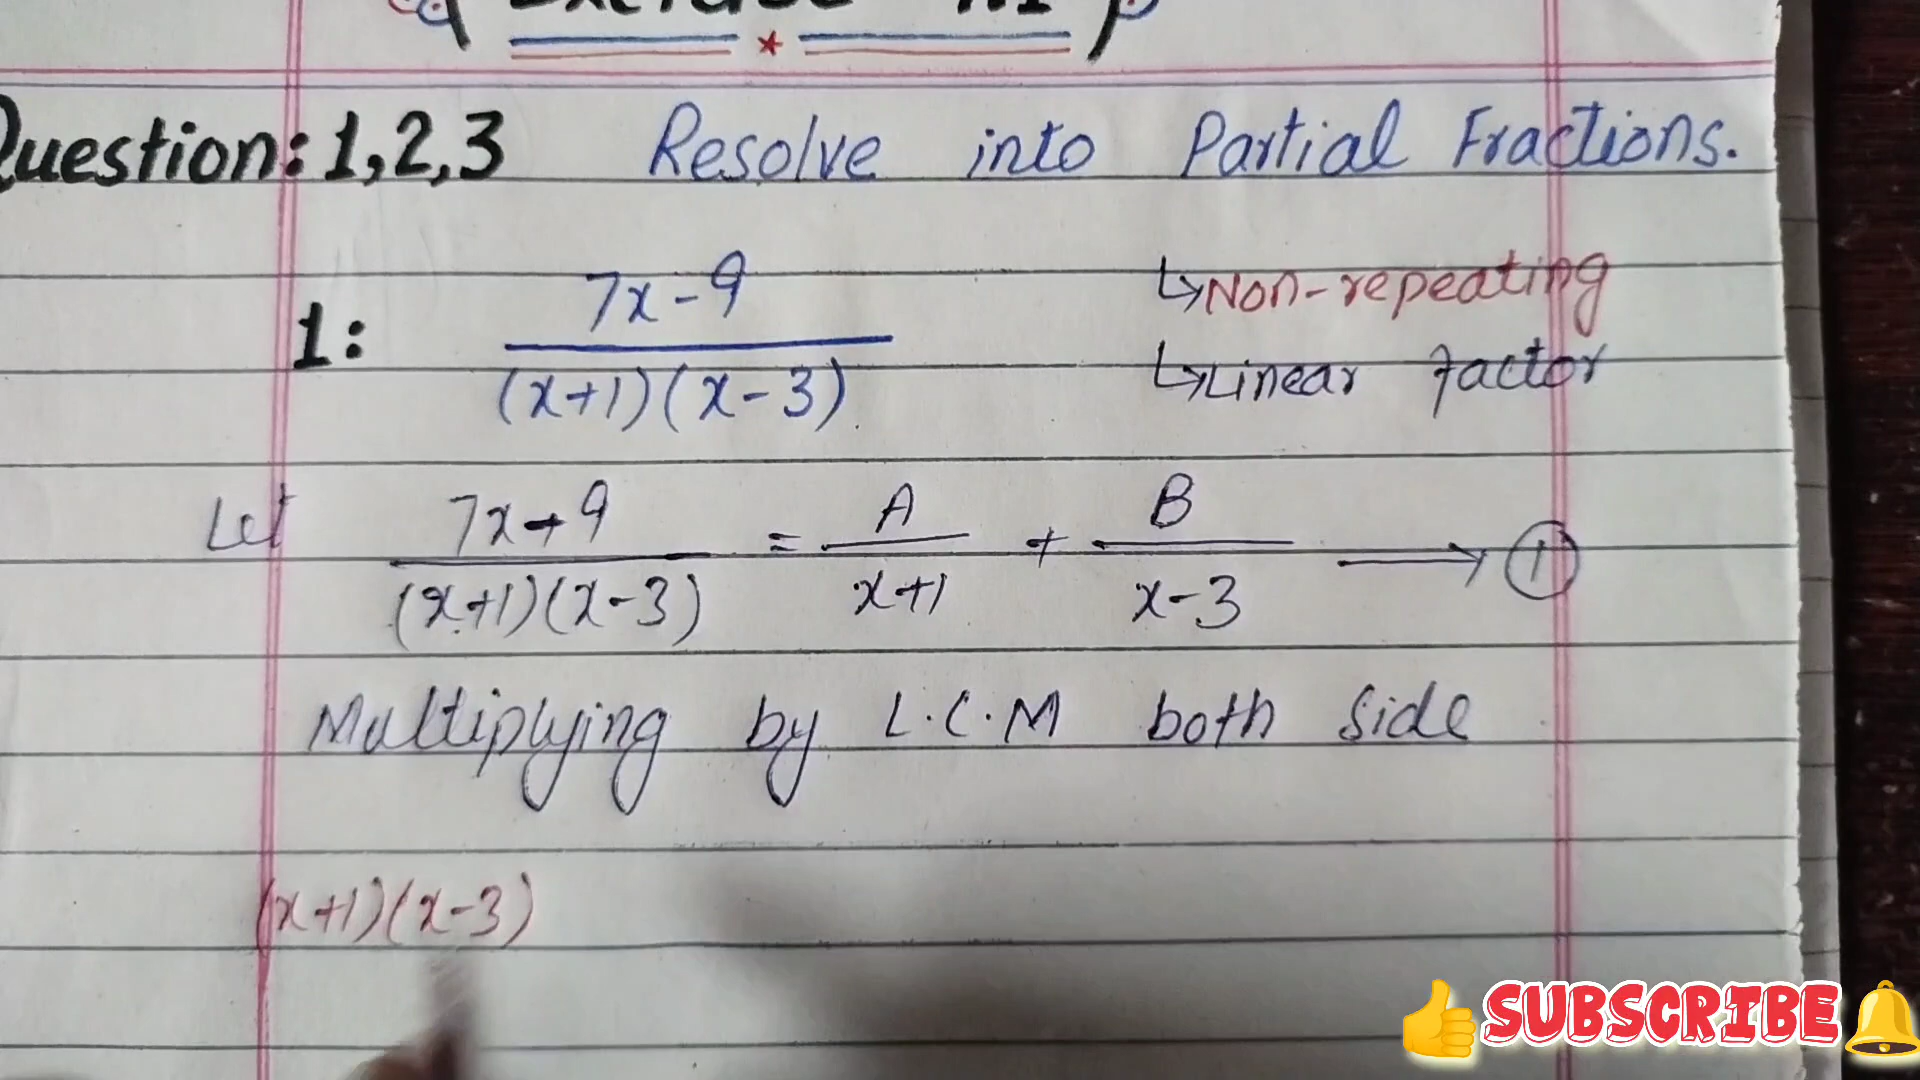 Question: 1,2,3 Resolve into Partial Fractions.
1: 7x-9 ↳Non-repeating
(x+1)(x-3) ↳Linear factor
Let 7x+9 = A + B → ①
(x+1)(x-3) x+1 x-3
Multiplying by L.C.M both side
(x+1)(x-3)
👍SUBSCRIBE🔔